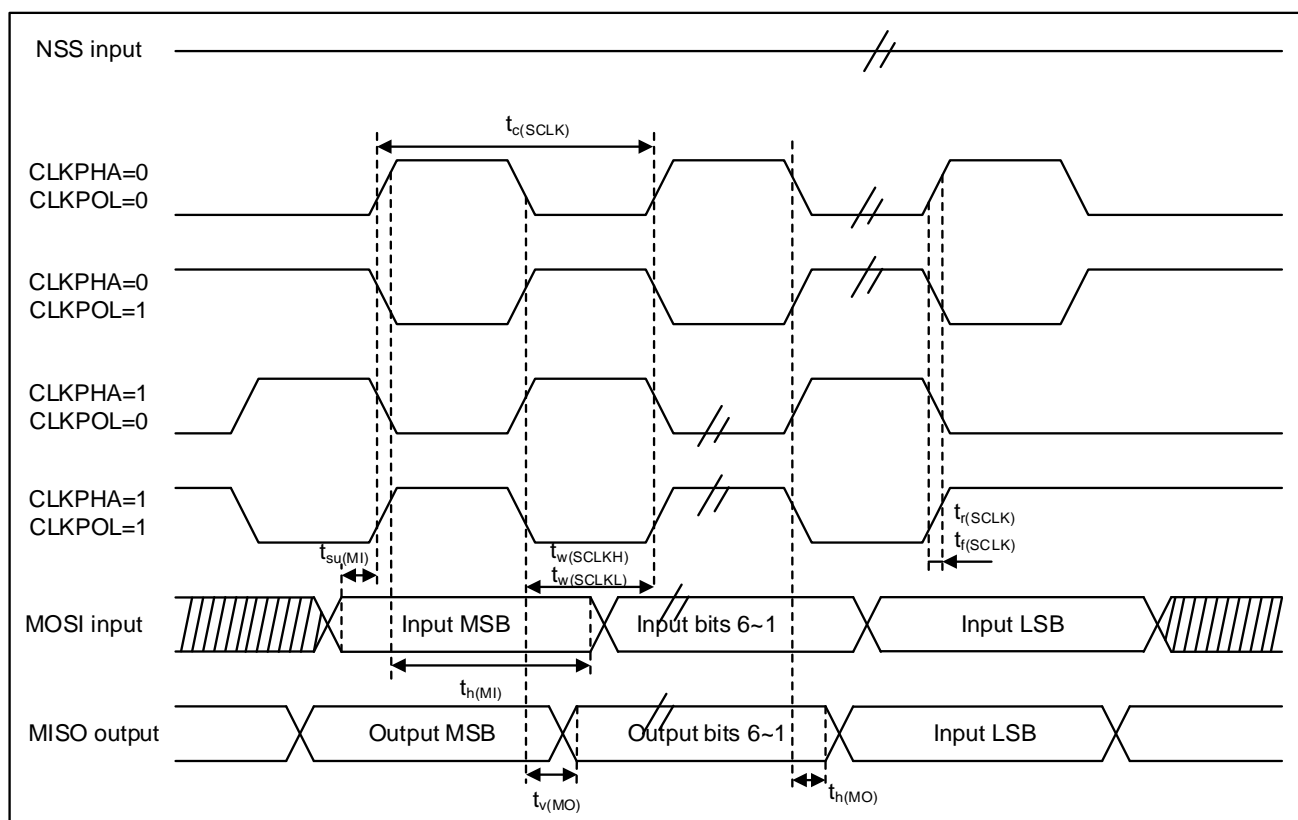 NSS input
tc(SCLK)
CLKPHA=0
CLKPOL=0
CLKPHA=0
CLKPOL=1
CLKPHA=1
CLKPOL=0
CLKPHA=1
CLKPOL=1
tr(SCLK)
tf(SCLK)
tsu(MI)
tw(SCLKH)
tw(SCLKL)
MOSI input
Input MSB
Input bits 6~1
Input LSB
th(MI)
MISO output
Output MSB
Output bits 6~1
Input LSB
tv(MO)
th(MO)